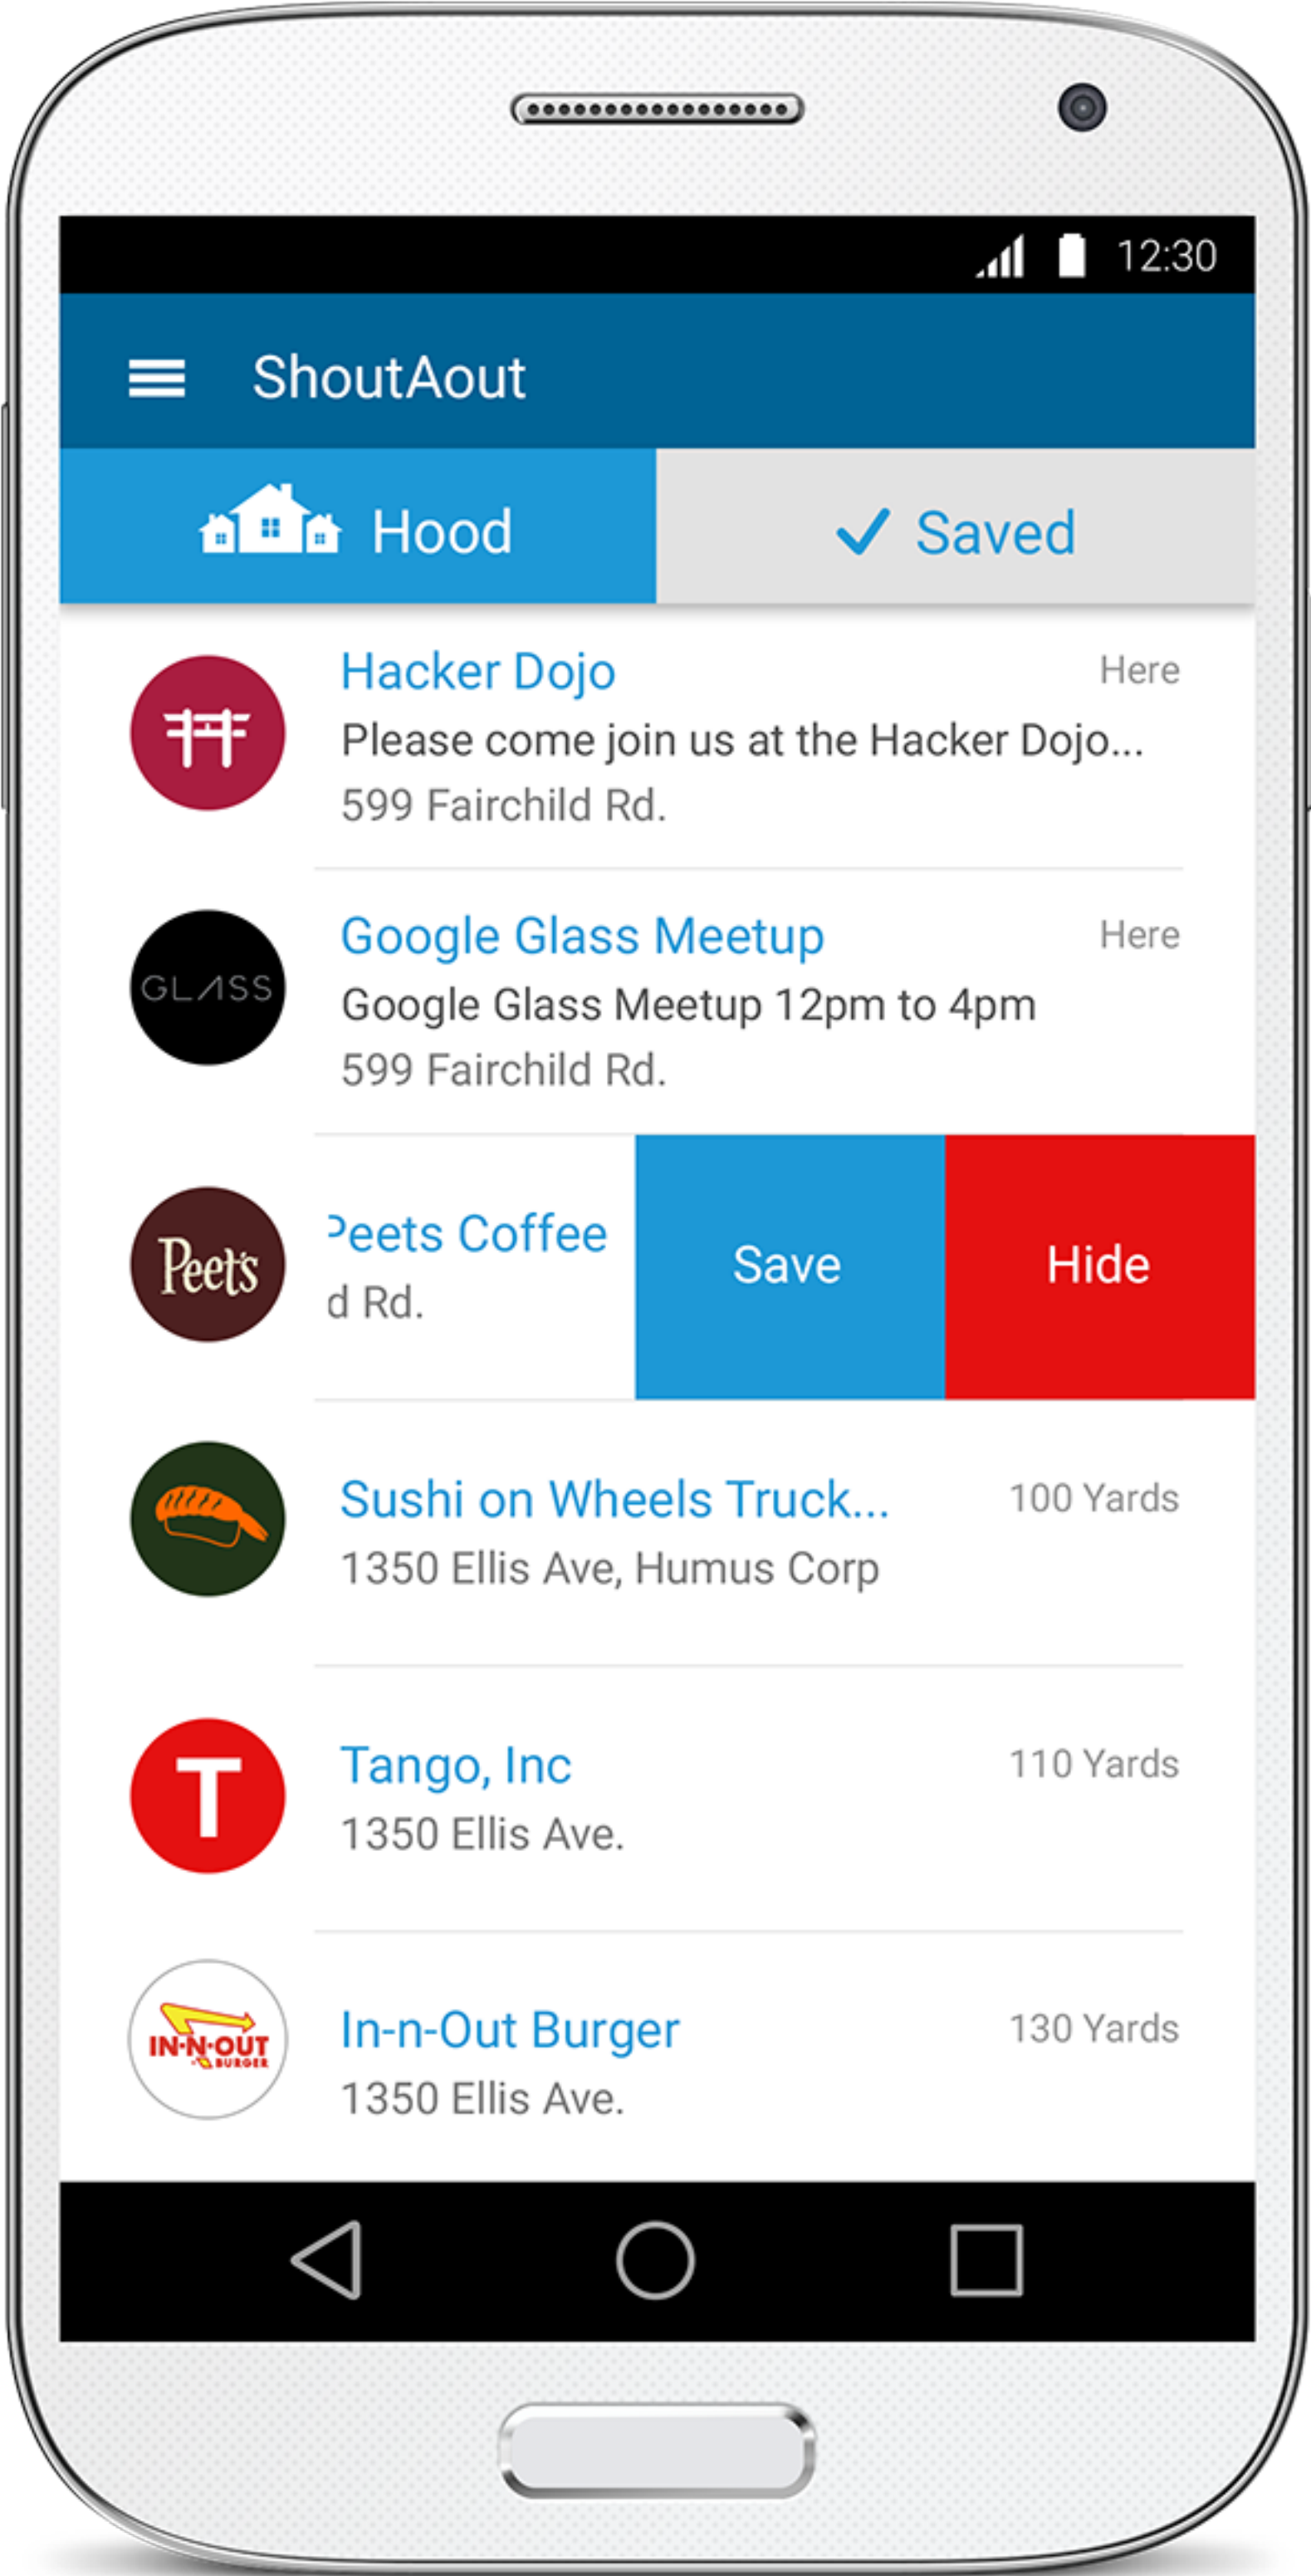 12:30
ShoutAout
Hood
Saved
Hacker Dojo
Here
Please come join us at the Hacker Dojo...
599 Fairchild Rd.
GLASS
Google Glass Meetup
Here
Google Glass Meetup 12pm to 4pm
599 Fairchild Rd.
Peet's
Peets Coffee
d Rd.
Save
Hide
Sushi on Wheels Truck...
100 Yards
1350 Ellis Ave, Humus Corp
T
Tango, Inc
110 Yards
1350 Ellis Ave.
IN-N-OUT
BURGER
In-n-Out Burger
130 Yards
1350 Ellis Ave.